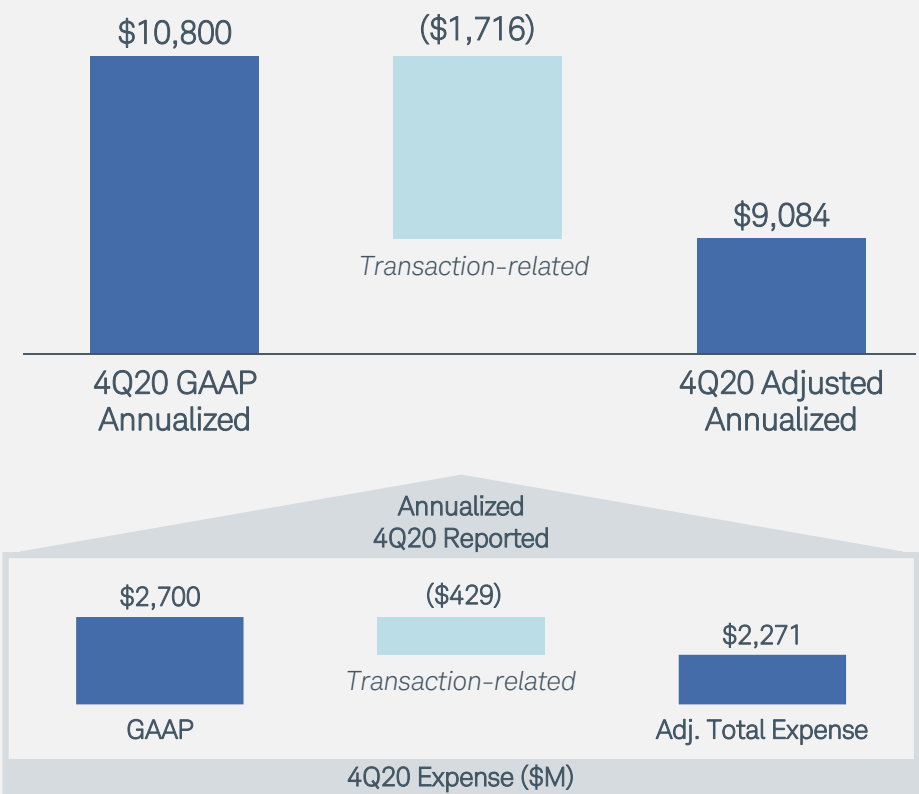 $10,800
($1,716)
$9,084
Transaction-related
4Q20 GAAP
Annualized
4Q20 Adjusted
Annualized
Annualized
4Q20 Reported
$2,700
($429)
$2,271
Transaction-related
GAAP
Adj. Total Expense
4Q20 Expense ($M)